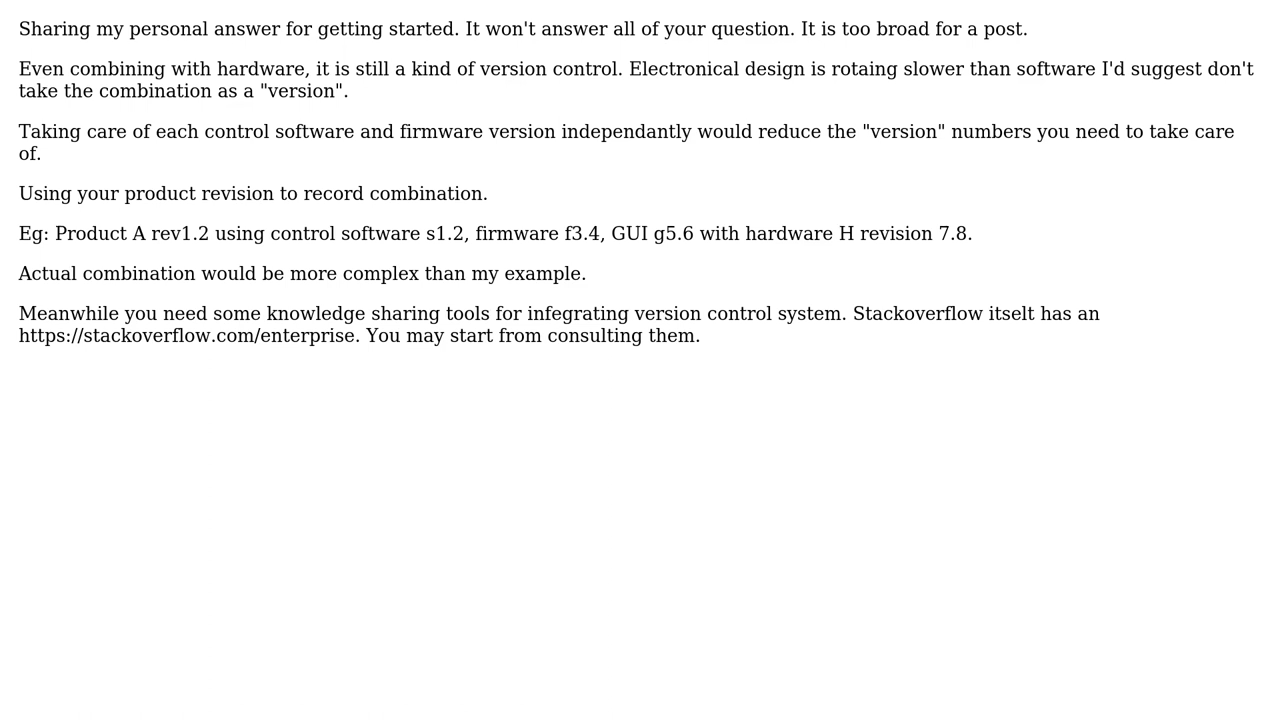 Sharing my personal answer for getting started. It won't answer all of your question. It is too broad for a post.
Even combining with hardware, it is still a kind of version control. Electronical design is rotaing slower than software I'd suggest don't
take the combination as a "version".
Taking care of each control software and firmware version independantly would reduce the "version" numbers you need to take care
of.
Using your product revision to record combination.
Eg: Product A rev1.2 using control software s1.2, firmware f3.4, GUI g5.6 with hardware H revision 7.8.
Actual combination would be more complex than my example.
Meanwhile you need some knowledge sharing tools for infegrating version control system. Stackoverflow itselt has an
https://stackoverflow.com/enterprise. You may start from consulting them.